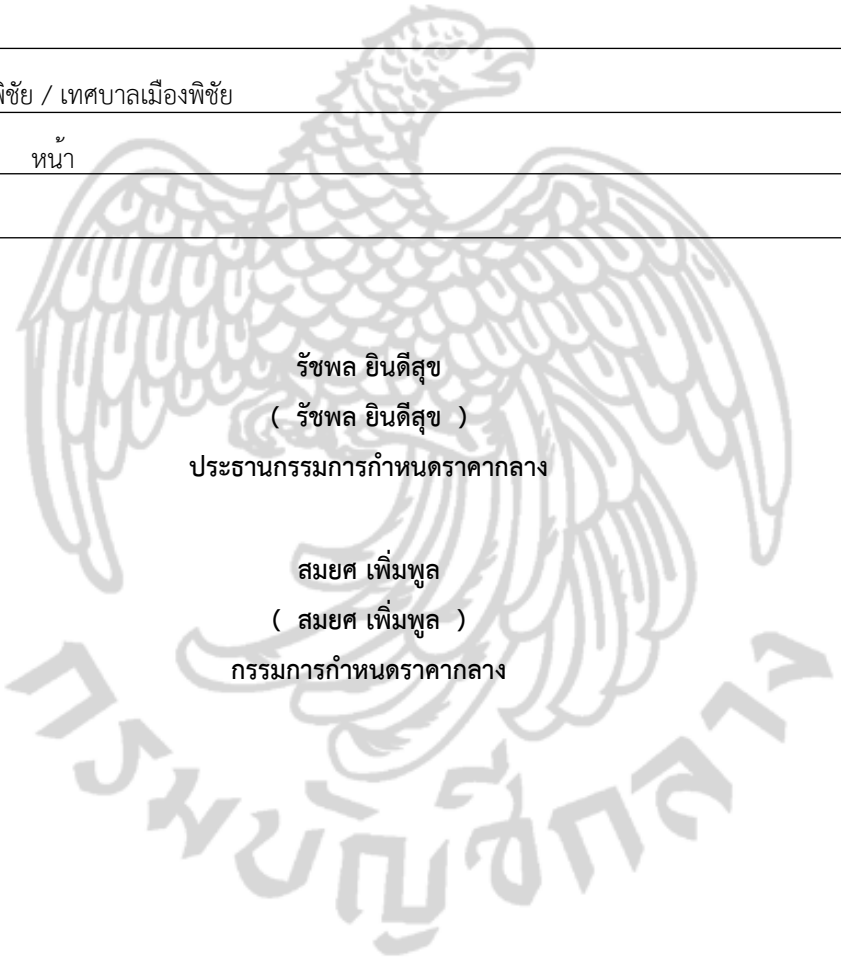 พิชัย / เทศบาลเมืองพิชัย
หน้า
รัชพล ยินดีสุข
( รัชพล ยินดีสุข )
ประธานกรรมการกำหนดราคากลาง
สมยศ เพิ่มพูล
( สมยศ เพิ่มพูล )
กรรมการกำหนดราคากลาง
กรมบัญชีกลาง